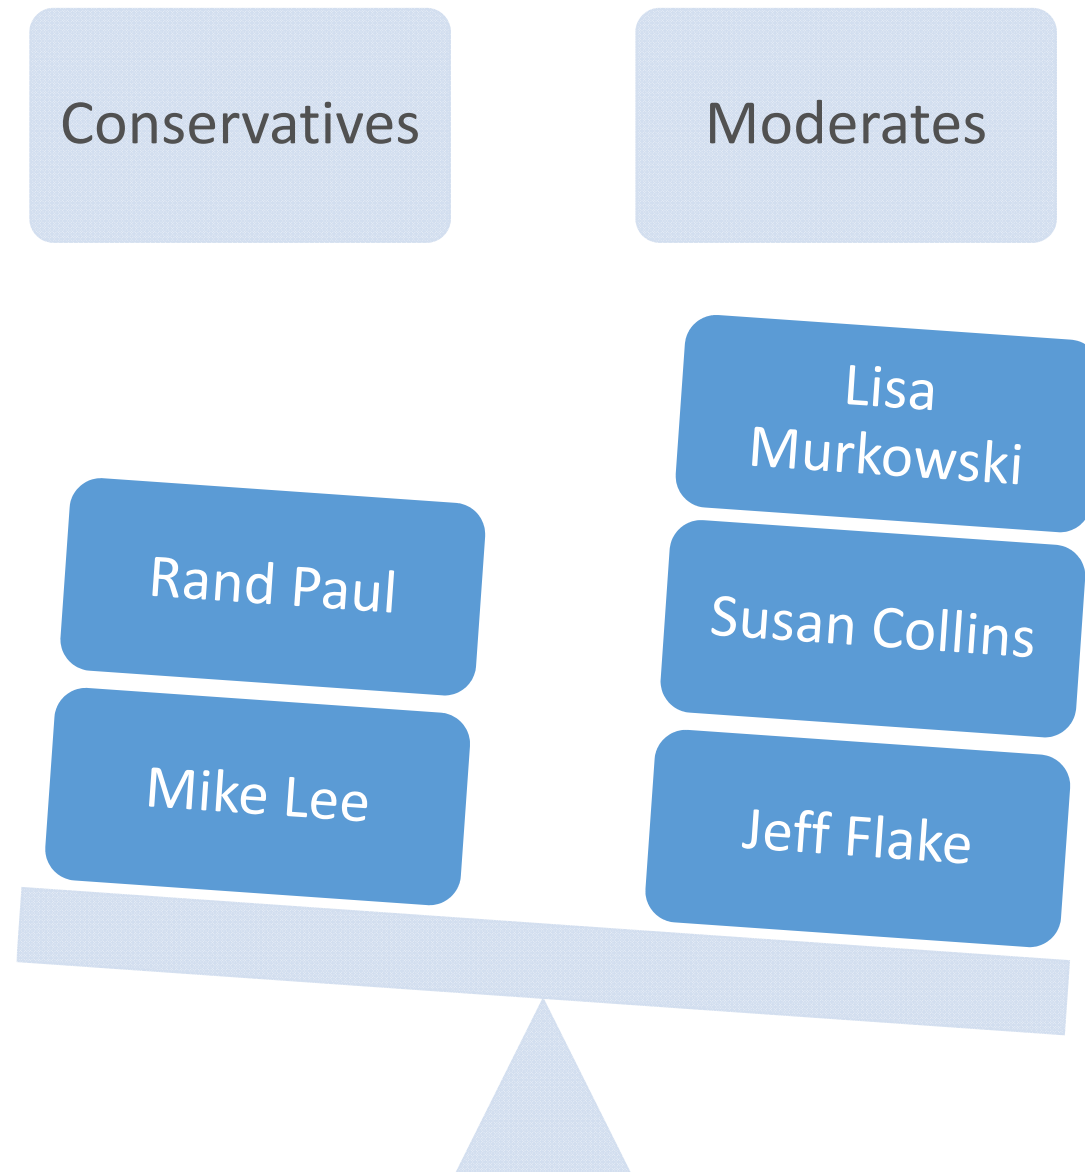 Conservatives
Moderates
Lisa
Murkowski
Rand Paul
Susan Collins
Mike Lee
Jeff Flake